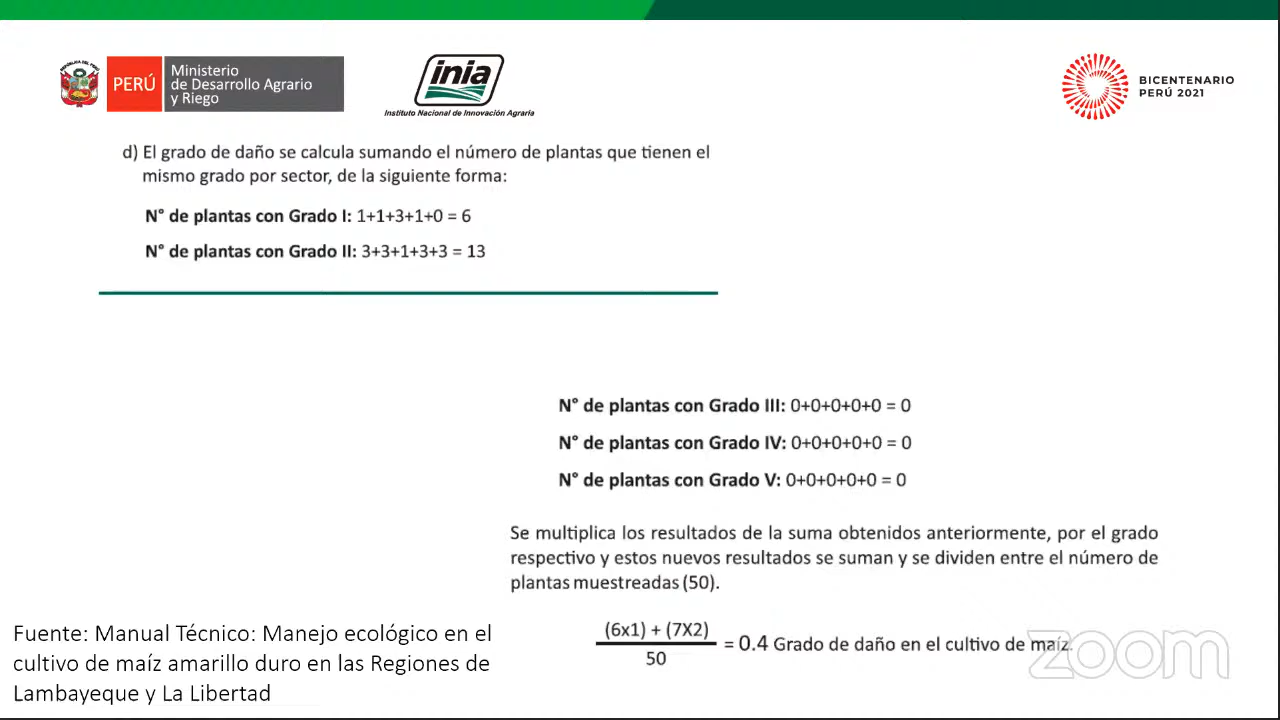 REPÚBLICA DEL PERÚ
PERÚ
Ministerio
de Desarrollo Agrario
y Riego
inia
Instituto Nacional de Innovación Agraria
BICENTENARIO
PERÚ 2021
d) El grado de daño se calcula sumando el número de plantas que tienen el
mismo grado por sector, de la siguiente forma:
N° de plantas con Grado I: 1+1+3+1+0 = 6
N° de plantas con Grado II: 3+3+1+3+3 = 13
N° de plantas con Grado III: 0+0+0+0+0 = 0
N° de plantas con Grado IV: 0+0+0+0+0 = 0
N° de plantas con Grado V: 0+0+0+0+0 = 0
Se multiplica los resultados de la suma obtenidos anteriormente, por el grado
respectivo y estos nuevos resultados se suman y se dividen entre el número de
plantas muestreadas (50).
(6x1) + (7X2)
50
= 0.4 Grado de daño en el cultivo de maíz.
Fuente: Manual Técnico: Manejo ecológico en el
cultivo de maíz amarillo duro en las Regiones de
Lambayeque y La Libertad
zoom